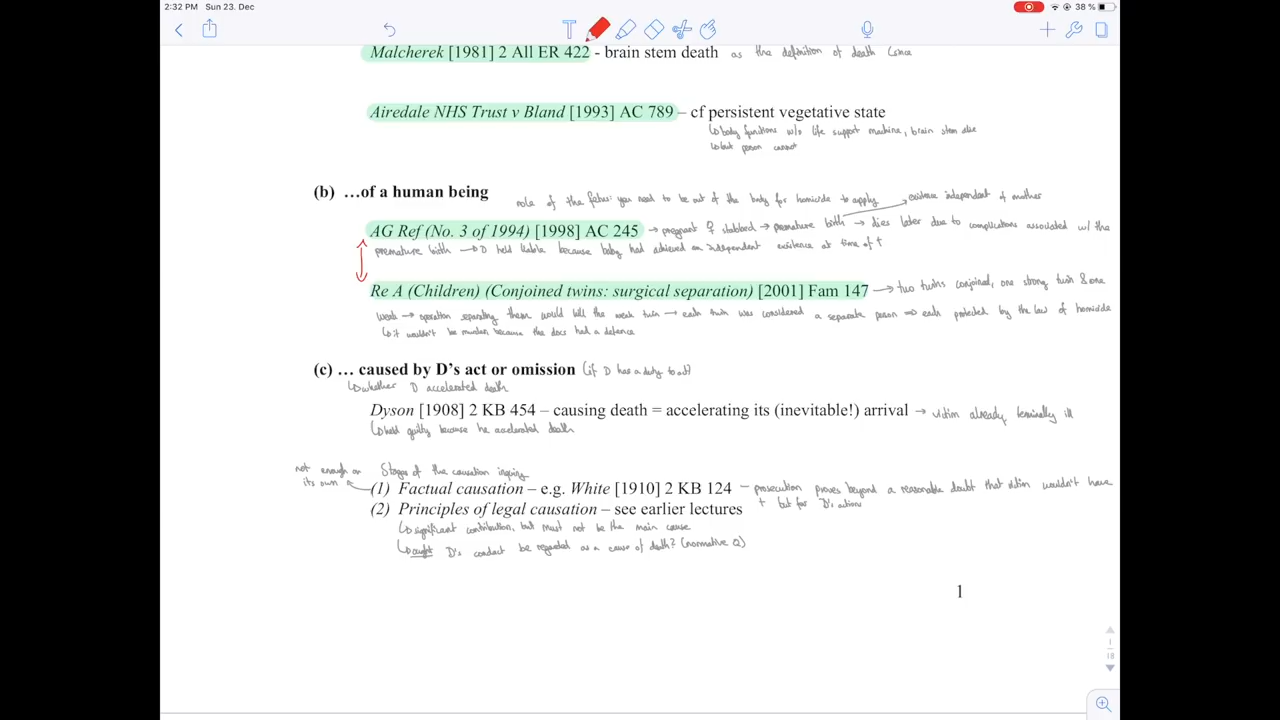 2:32 PM Sun 23. Dec
38 %
Malcherek [1981] 2 All ER 422 - brain stem death as the definition of death (since
Airedale NHS Trust v Bland [1993] AC 789 – cf persistent vegetative state
↳ body functions w/o life support machine, brain stem alive
↳ but person cannot
(b) …of a human being
role of the fetus: you need to be out of the body for homicide to apply
existence independent of mother
AG Ref (No. 3 of 1994) [1998] AC 245 → pregnant ♀ stabbed → premature birth → dies later due to complications associated w/ the
premature birth → D held liable because baby had achieved an independent existence at time of †
Re A (Children) (Conjoined twins: surgical separation) [2001] Fam 147 → two twins conjoined, one strong twin & one
weak → operation separating them would kill the weak twin → each twin was considered a separate person ⇒ each protected by the law of homicide
↳ it wouldn't be murder, because the docs had a defence
(c) … caused by D's act or omission (if D has a duty to act)
↳ whether D accelerated death
Dyson [1908] 2 KB 454 – causing death = accelerating its (inevitable!) arrival → victim already terminally ill
↳ held guilty because he accelerated death
not enough on
its own
Stages of the causation inquiry
(1) Factual causation – e.g. White [1910] 2 KB 124 – prosecution proves beyond a reasonable doubt that victim wouldn't have
† but for D's actions
(2) Principles of legal causation – see earlier lectures
↳ significant contribution, but must not be the main cause
↳ ought D's conduct be regarded as a cause of death? (normative Q)
1
1
18